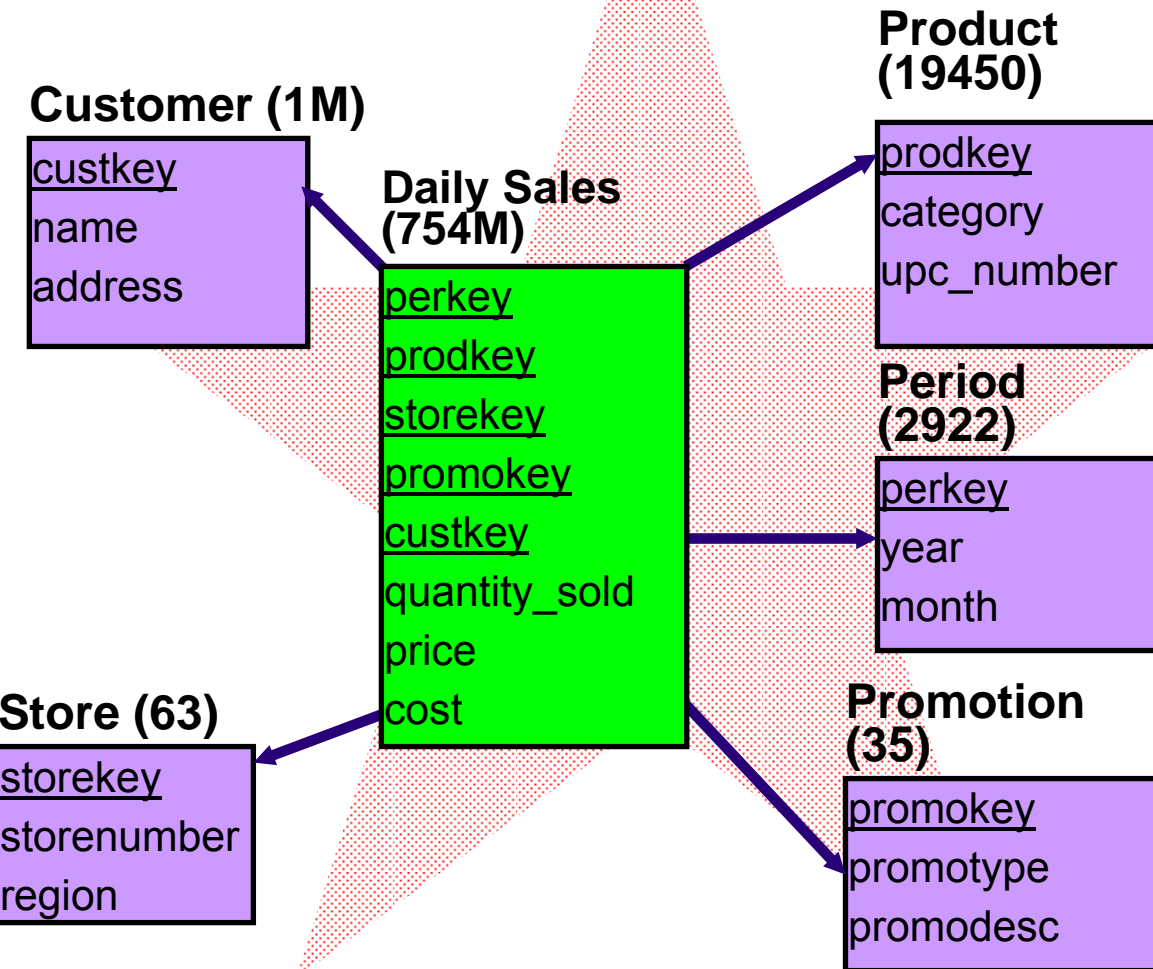 Customer (1M)
custkey
name
address
Daily Sales
(754M)
perkey
prodkey
storekey
promokey
custkey
quantity_sold
price
cost
Product
(19450)
prodkey
category
upc_number
Period
(2922)
perkey
year
month
Store (63)
storekey
storenumber
region
Promotion
(35)
promokey
promotype
promodesc